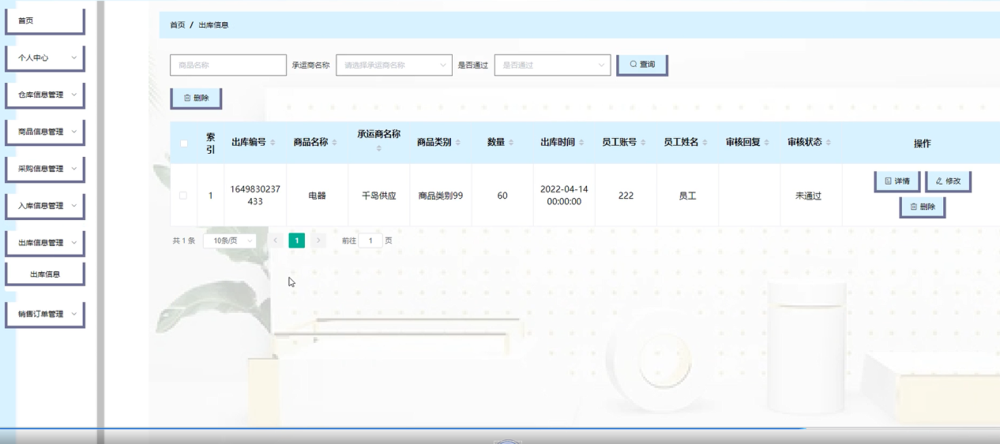 首页
个人中心
仓库信息管理
商品信息管理
采购信息管理
入库信息管理
出库信息管理
出库信息
销售订单管理
首页 / 出库信息
商品名称 承运商名称 请选择承运商名称 是否通过 是否通过 查询
删除
索引 出库编号 商品名称 承运商名称 商品类别 数量 出库时间 员工账号 员工姓名 审核回复 审核状态 操作
1 1649830237433 电器 千岛供应 商品类别99 60 2022-04-14 00:00:00 222 员工 未通过 详情 修改
删除
共 1 条 10条/页 1 前往 1 页